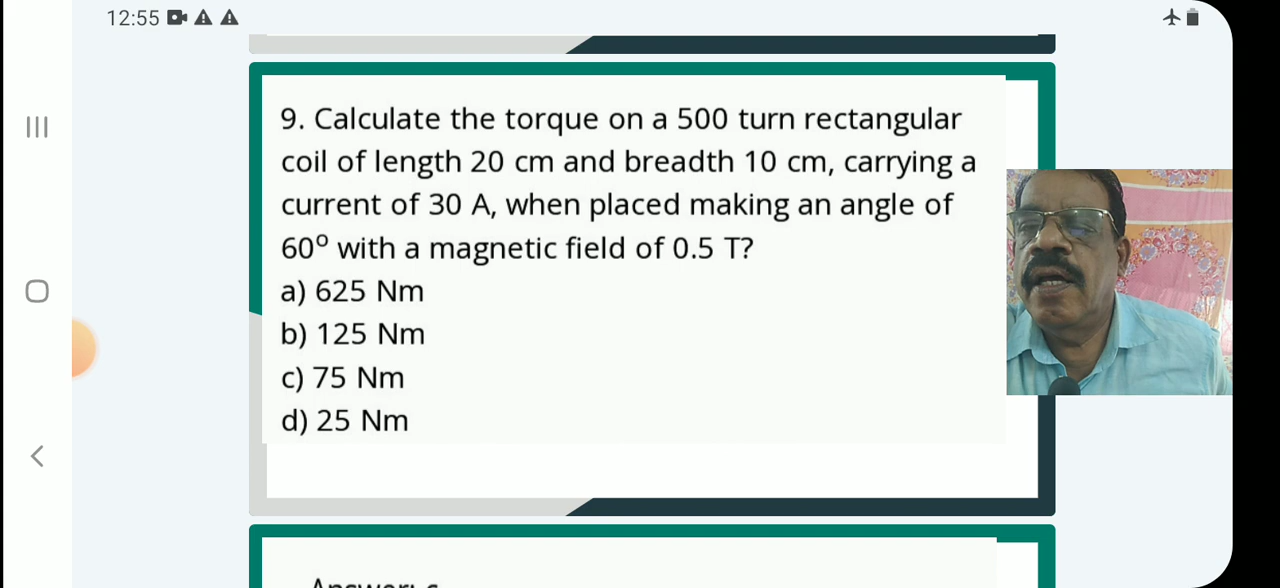 12:55
9. Calculate the torque on a 500 turn rectangular
coil of length 20 cm and breadth 10 cm, carrying a
current of 30 A, when placed making an angle of
60⁰ with a magnetic field of 0.5 T?
a) 625 Nm
b) 125 Nm
c) 75 Nm
d) 25 Nm
Answer: c